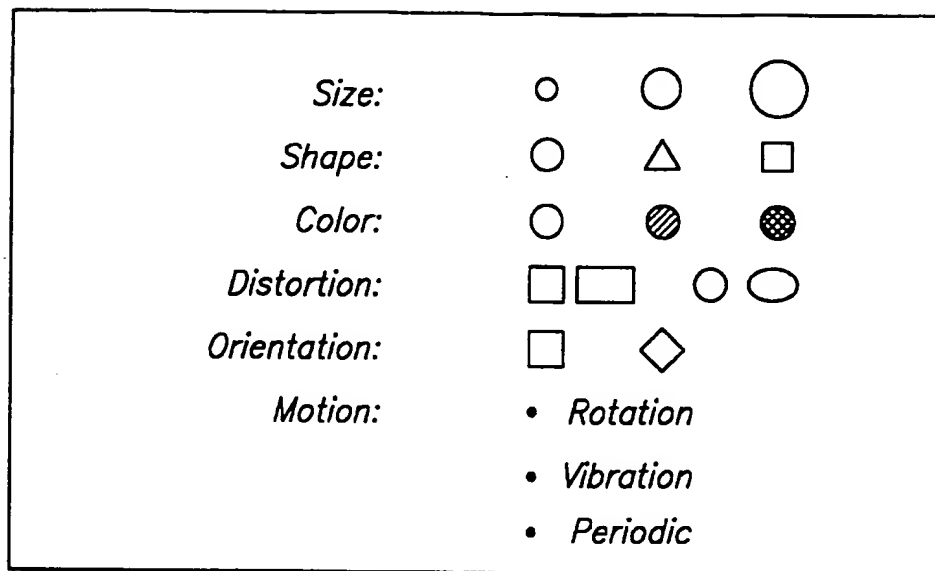 Size:
Shape:
Color:
Distortion:
Orientation:
Motion: • Rotation
• Vibration
• Periodic